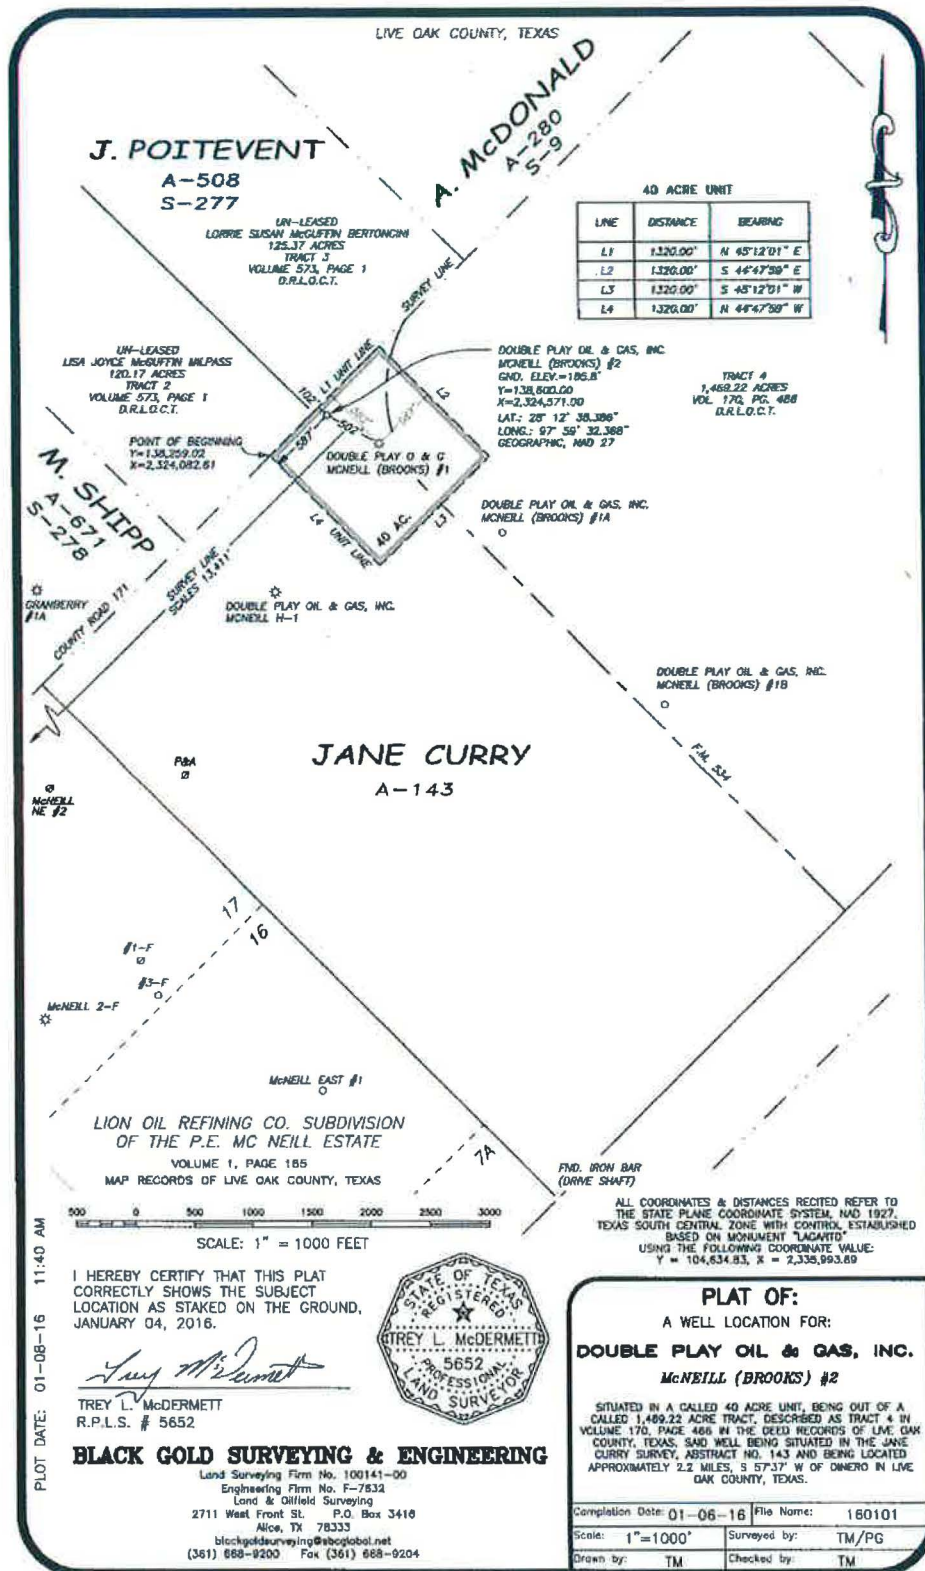 LIVE OAK COUNTY, TEXAS
J. POITEVENT
A-508
S-277
A. McDONALD
A-280
S-9
UN-LEASED
LORRIE SUSAN McGUFFIN BERTONCINI
125.37 ACRES
TRACT 3
VOLUME 573, PAGE 1
D.R.L.O.C.T.
40 ACRE UNIT
LINE DISTANCE BEARING
L1 1320.00' N 45°12'01" E
L2 1320.00' S 44°47'59" E
L3 1320.00' S 45°12'01" W
L4 1320.00' N 44°47'59" W
SURVEY LINE
UN-LEASED
LISA JOYCE McGUFFIN MILPASS
120.17 ACRES
TRACT 2
VOLUME 573, PAGE 1
D.R.L.O.C.T.
DOUBLE PLAY OIL & GAS, INC.
MCNEILL (BROOKS) #2
GND. ELEV.=185.8'
Y=138,600.00
X=2,324,571.00
LAT.: 28° 12' 38.386"
LONG.: 97° 59' 32.368"
GEOGRAPHIC, NAD 27
TRACT 4
1,469.22 ACRES
VOL. 170, PG. 466
D.R.L.O.C.T.
102'
L1 UNIT LINE
L2
587'
502'
POINT OF BEGINNING
Y=138,259.02
X=2,324,082.61
DOUBLE PLAY O & G
MCNEILL (BROOKS) #1
M. SHIPP
A-671
S-278
L4 UNIT LINE
40 AC.
L3
DOUBLE PLAY OIL & GAS, INC.
MCNEILL (BROOKS) #1A
SURVEY LINE
SCALES 13,411'
COUNTY ROAD 171
GRANBERRY
#1A
DOUBLE PLAY OIL & GAS, INC.
MCNEILL H-1
DOUBLE PLAY OIL & GAS, INC.
MCNEILL (BROOKS) #1B
F.M. 534
JANE CURRY
A-143
P&A
McNEILL
NE #2
17
16
#1-F
#3-F
McNEILL 2-F
McNEILL EAST #1
LION OIL REFINING CO. SUBDIVISION
OF THE P.E. MC NEILL ESTATE
VOLUME 1, PAGE 165
MAP RECORDS OF LIVE OAK COUNTY, TEXAS
7A
FND. IRON BAR
(DRIVE SHAFT)
500 0 500 1000 1500 2000 2500 3000
SCALE: 1" = 1000 FEET
ALL COORDINATES & DISTANCES RECITED REFER TO
THE STATE PLANE COORDINATE SYSTEM, NAD 1927,
TEXAS SOUTH CENTRAL ZONE WITH CONTROL ESTABLISHED
BASED ON MONUMENT "LAGARTO"
USING THE FOLLOWING COORDINATE VALUE:
Y = 104,634.83, X = 2,335,993.89
I HEREBY CERTIFY THAT THIS PLAT
CORRECTLY SHOWS THE SUBJECT
LOCATION AS STAKED ON THE GROUND,
JANUARY 04, 2016.
Trey McDermett
TREY L. McDERMETT
R.P.L.S. # 5652
STATE OF TEXAS
REGISTERED
TREY L. McDERMETT
5652
PROFESSIONAL
LAND SURVEYOR
BLACK GOLD SURVEYING & ENGINEERING
Land Surveying Firm No. 100141-00
Engineering Firm No. F-7632
Land & Oilfield Surveying
2711 West Front St. P.O. Box 3416
Alice, TX 78333
blackgoldsurveying@sbcglobal.net
(361) 668-9200 Fax (361) 668-9204
PLOT DATE: 01-08-16 11:40 AM
PLAT OF:
A WELL LOCATION FOR:
DOUBLE PLAY OIL & GAS, INC.
McNEILL (BROOKS) #2
SITUATED IN A CALLED 40 ACRE UNIT, BEING OUT OF A
CALLED 1,469.22 ACRE TRACT, DESCRIBED AS TRACT 4 IN
VOLUME 170, PAGE 466 IN THE DEED RECORDS OF LIVE OAK
COUNTY, TEXAS. SAID WELL BEING SITUATED IN THE JANE
CURRY SURVEY, ABSTRACT NO. 143 AND BEING LOCATED
APPROXIMATELY 2.2 MILES, S 57°37' W OF DINERO IN LIVE
OAK COUNTY, TEXAS.
Completion Date: 01-06-16 File Name: 160101
Scale: 1"=1000' Surveyed by: TM/PG
Drawn by: TM Checked by: TM